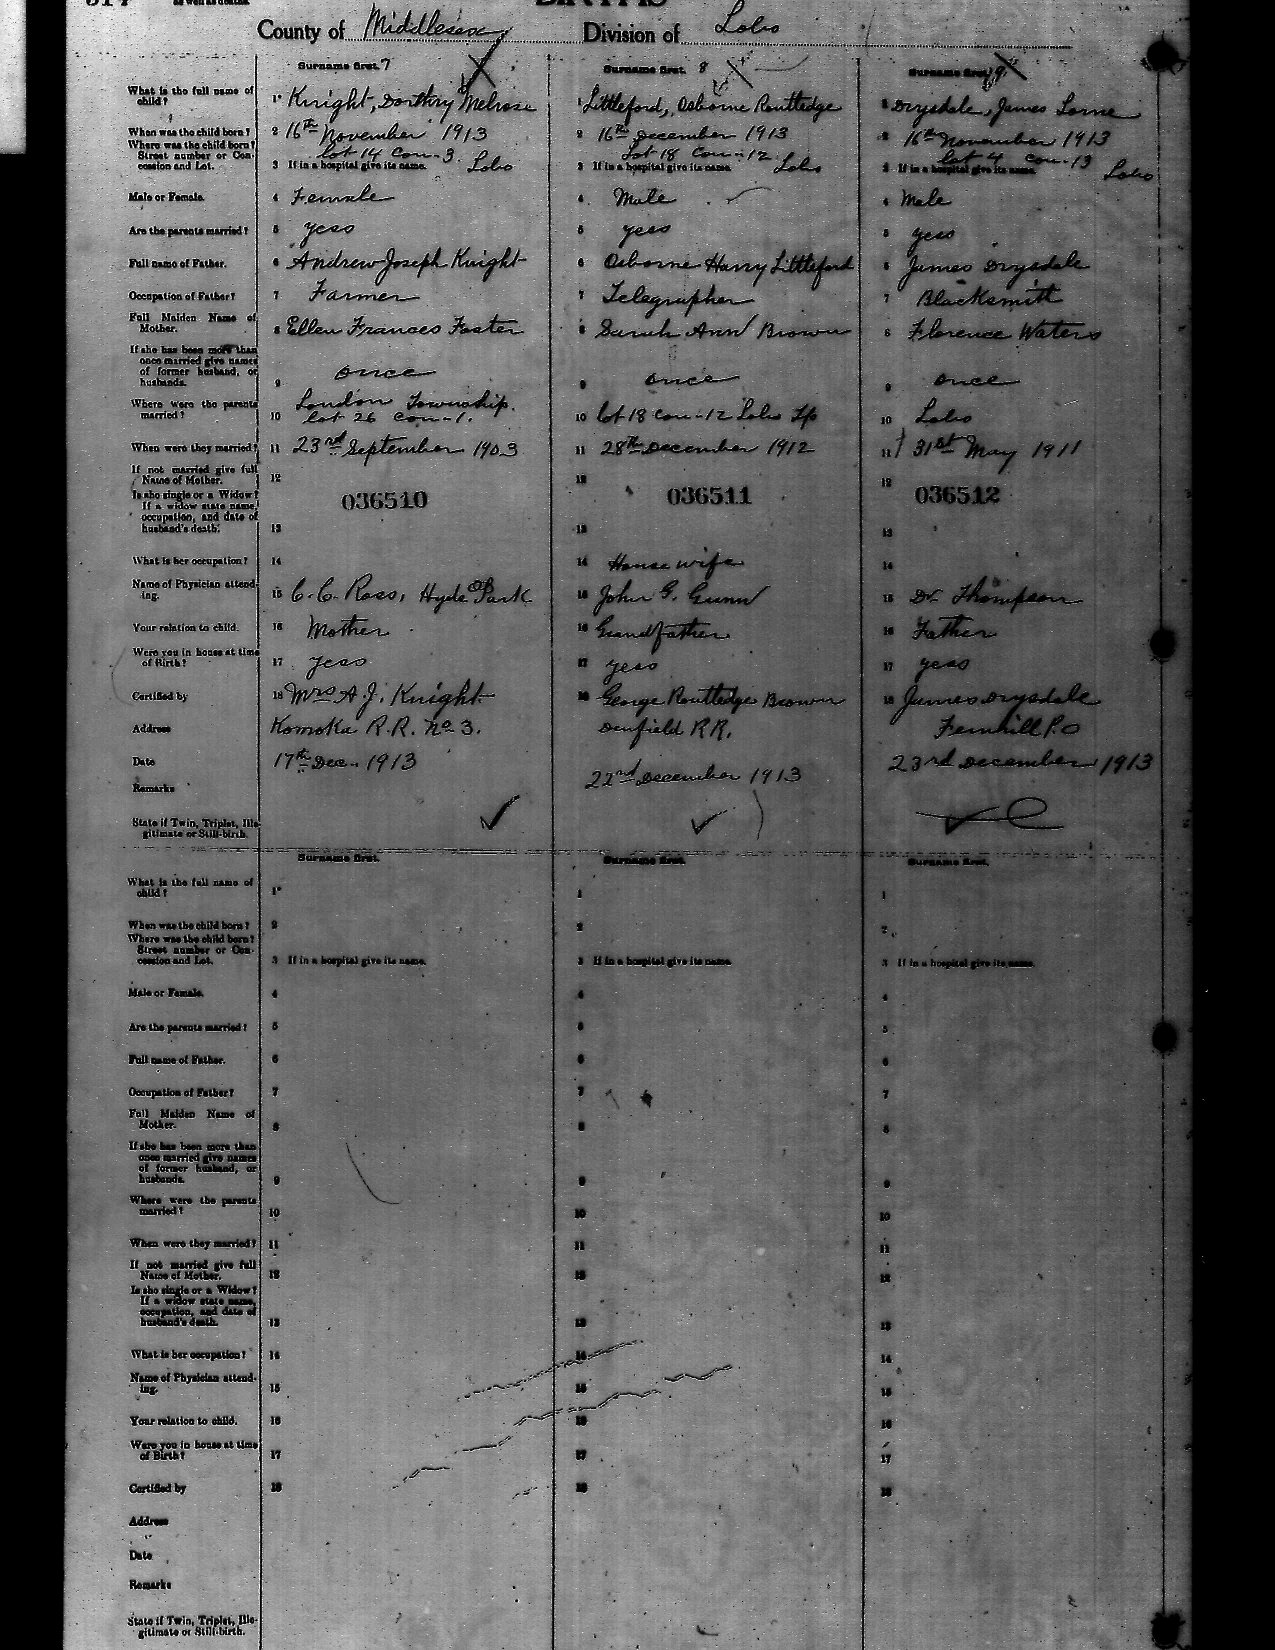 BIRTHS
County of Middlesex Division of Lobo
Surname first. 7
Surname first. 8
Surname first. 9
What is the full name of child?
1 Knight, Dorthry Melrose
1 Littleford, Osborne Routtedge
1 Drysdale, James Lorne
When was the child born?
2 16th November 1913
2 16th December 1913
2 16th November 1913
Where was the child born? Street number or Concession and Lot.
lot 14 Con-3. Lobo
3 If in a hospital give its name.
Lot 18 Con-12 Lobo
3 If in a hospital give its name.
lot 4 con-13 Lobo
3 If in a hospital give its name.
Male or Female.
4 Female
4 Male
4 Male
Are the parents married?
5 yess
5 yess
5 yess
Full name of Father.
6 Andrew Joseph Knight
6 Osborne Harry Littleford
6 James Drysdale
Occupation of Father?
7 Farmer
7 Telegrapher
7 Blacksmith
Full Maiden Name of Mother.
8 Ellen Frances Foster
8 Sarah Ann Brown
8 Florence Waters
If she has been more than once married give names of former husband, or husbands.
9 once
9 once
9 once
Where were the parents married?
London Township.
10 lot 26 con-1.
10 lot 18 con-12 Lobo Tp
10 Lobo
When were they married?
11 23rd September 1903
11 28th December 1912
11 31st May 1911
If not married give full Name of Mother.
12
12
12
Is she single or a Widow? If a widow state name, occupation, and date of husband's death.
036510
036511
036512
13
13
13
What is her occupation?
14
14 House wife
14
Name of Physician attending.
15 C. C. Ross, Hyde Park
15 John G. Gunn
15 Dr Thompson
Your relation to child.
16 Mother
16 Grandfather
16 Father
Were you in house at time of Birth?
17 yess
17 yess
17 yess
Certified by
18 Mrs A. J. Knight
18 George Routledge Brown
18 James Drysdale
Address
Komoka R.R. No 3.
Denfield RR.
Fernhill P.O
Date
17th Dec. 1913
22nd December 1913
23rd December 1913
Remarks
State if Twin, Triplet, Illegitimate or Still-birth.
Surname first.
Surname first.
Surname first.
What is the full name of child?
1
1
1
When was the child born?
2
2
2
Where was the child born? Street number or Concession and Lot.
3 If in a hospital give its name.
3 If in a hospital give its name.
3 If in a hospital give its name.
Male or Female.
4
4
4
Are the parents married?
5
5
5
Full name of Father.
6
6
6
Occupation of Father?
7
7
7
Full Maiden Name of Mother.
8
8
8
If she has been more than once married give names of former husband, or husbands.
9
9
9
Where were the parents married?
10
10
10
When were they married?
11
11
11
If not married give full Name of Mother.
12
12
12
Is she single or a Widow? If a widow state name, occupation, and date of husband's death.
13
13
13
What is her occupation?
14
14
14
Name of Physician attending.
15
15
15
Your relation to child.
16
16
16
Were you in house at time of Birth?
17
17
17
Certified by
18
18
18
Address
Date
Remarks
State if Twin, Triplet, Illegitimate or Still-birth.